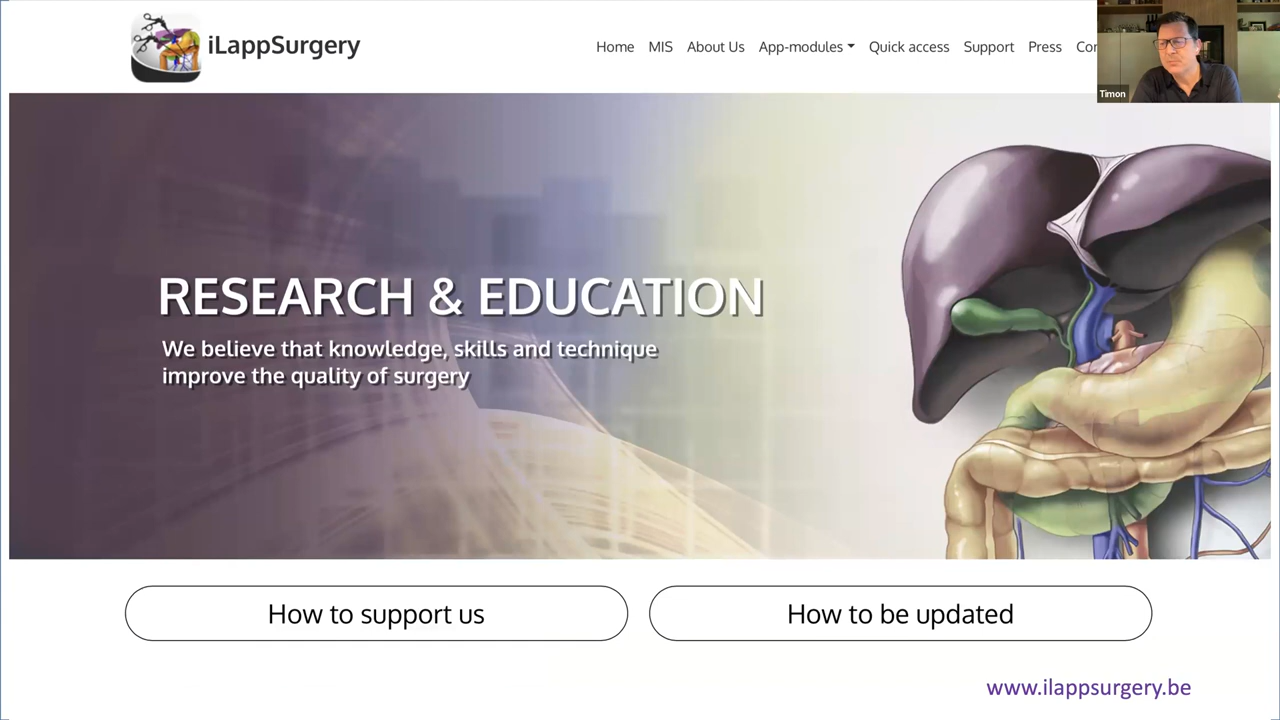 iLappSurgery
Home MIS About Us App-modules Quick access Support Press
Timon
RESEARCH & EDUCATION
We believe that knowledge, skills and technique
improve the quality of surgery
How to support us
How to be updated
www.ilappsurgery.be